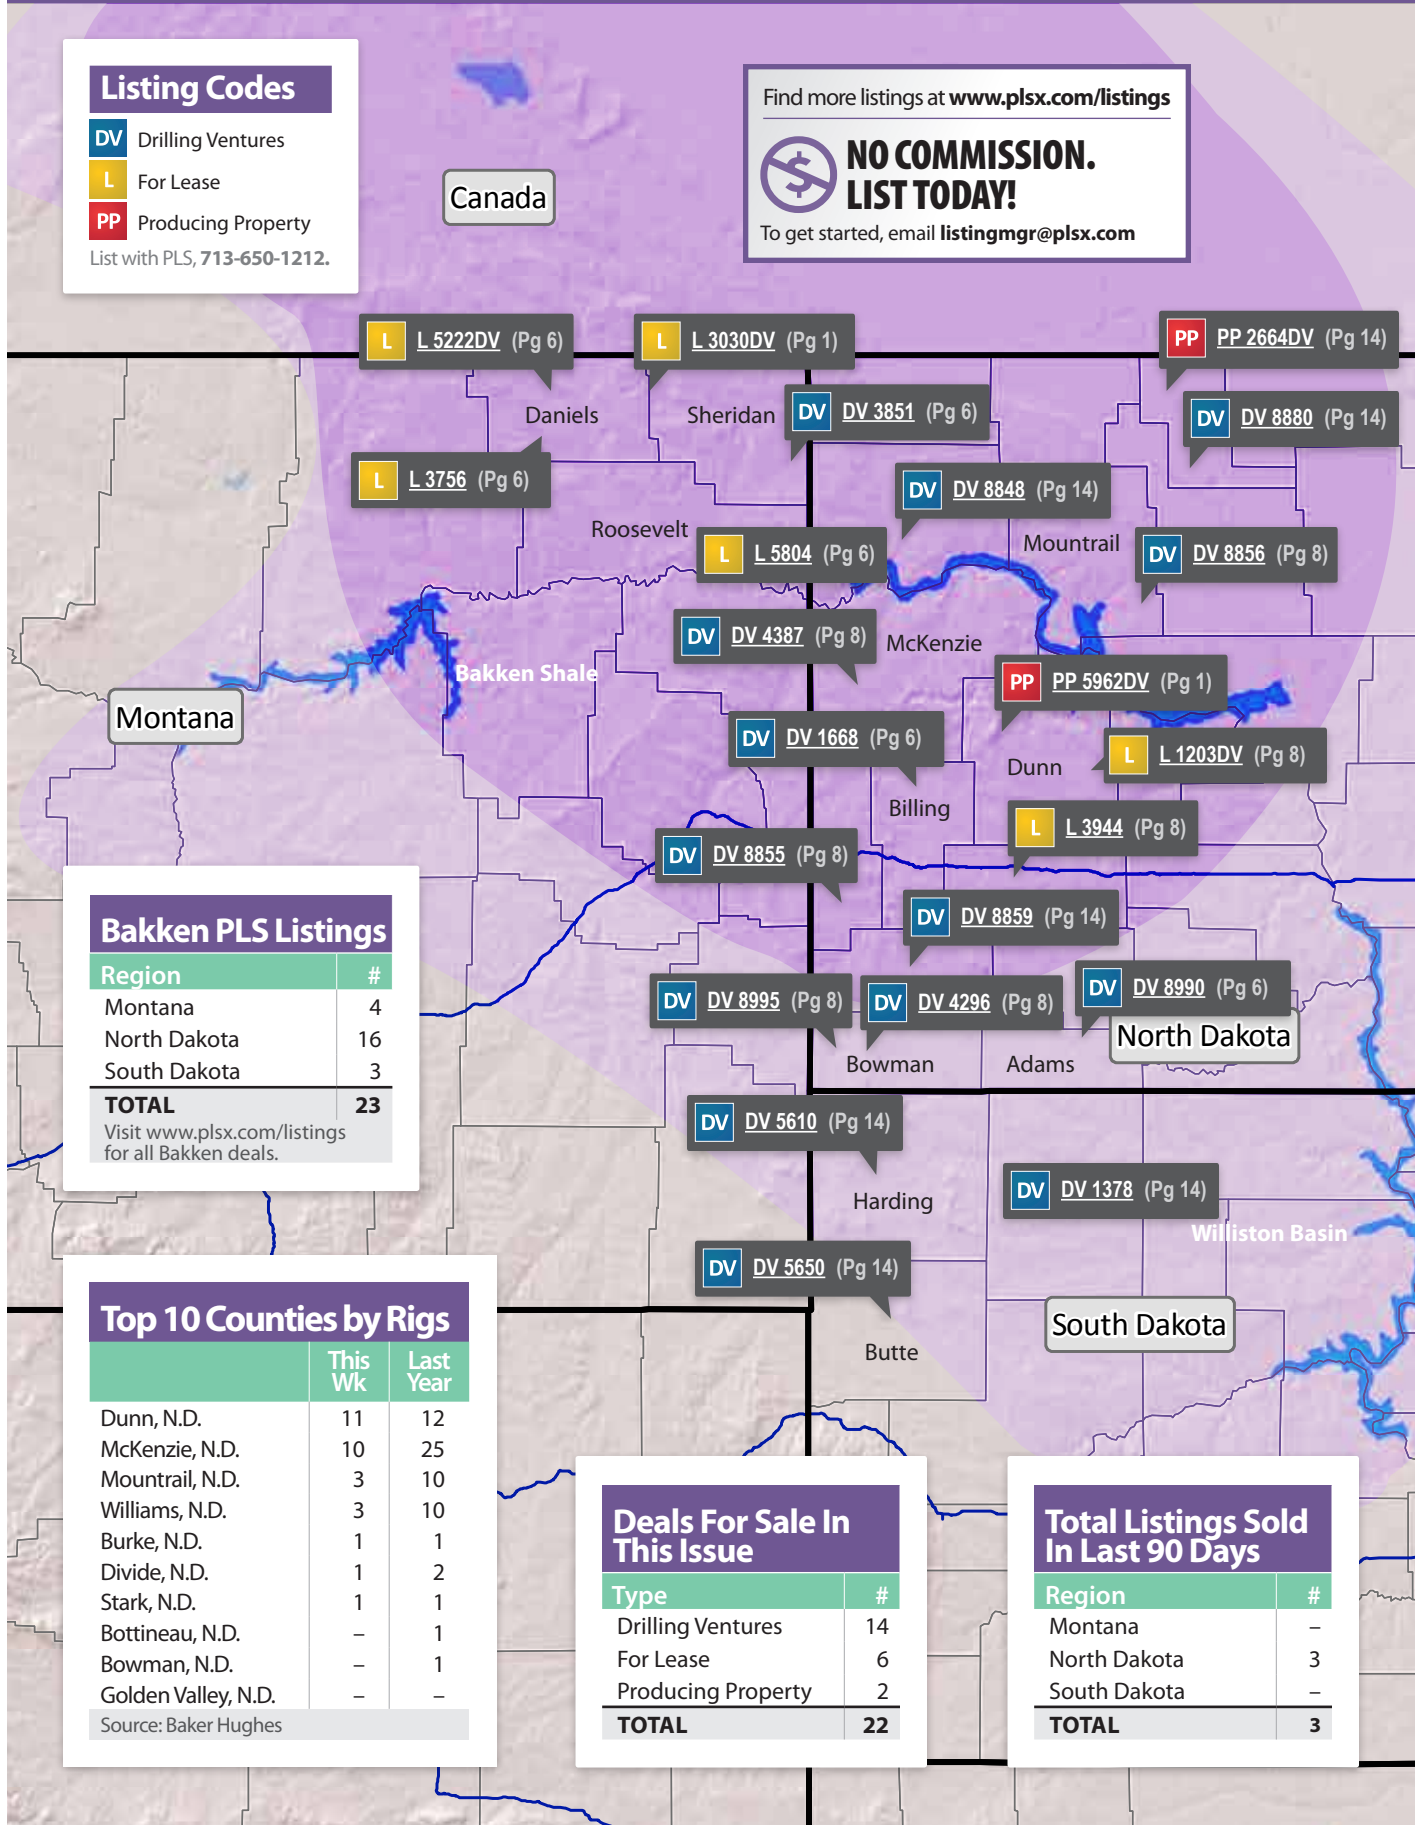 Listing Codes
DV Drilling Ventures
L For Lease
PP Producing Property
List with PLS, 713-650-1212.
Find more listings at www.plsx.com/listings
$
NO COMMISSION.
LIST TODAY!
To get started, email listingmgr@plsx.com
Canada
L L 5222DV (Pg 6)
L L 3030DV (Pg 1)
PP PP 2664DV (Pg 14)
Daniels
Sheridan
DV DV 3851 (Pg 6)
DV DV 8880 (Pg 14)
L L 3756 (Pg 6)
DV DV 8848 (Pg 14)
Roosevelt
L L 5804 (Pg 6)
Mountrail
DV DV 8856 (Pg 8)
DV DV 4387 (Pg 8)
McKenzie
Bakken Shale
PP PP 5962DV (Pg 1)
Montana
DV DV 1668 (Pg 6)
Dunn
L L 1203DV (Pg 8)
Billing
L L 3944 (Pg 8)
DV DV 8855 (Pg 8)
DV DV 8859 (Pg 14)
DV DV 8995 (Pg 8)
DV DV 4296 (Pg 8)
DV DV 8990 (Pg 6)
North Dakota
Bowman
Adams
DV DV 5610 (Pg 14)
DV DV 1378 (Pg 14)
Harding
Williston Basin
DV DV 5650 (Pg 14)
South Dakota
Butte
Bakken PLS Listings
Region #
Montana 4
North Dakota 16
South Dakota 3
TOTAL 23
Visit www.plsx.com/listings
for all Bakken deals.
Top 10 Counties by Rigs
This Wk Last Year
Dunn, N.D. 11 12
McKenzie, N.D. 10 25
Mountrail, N.D. 3 10
Williams, N.D. 3 10
Burke, N.D. 1 1
Divide, N.D. 1 2
Stark, N.D. 1 1
Bottineau, N.D. – 1
Bowman, N.D. – 1
Golden Valley, N.D. – –
Source: Baker Hughes
Deals For Sale In
This Issue
Type #
Drilling Ventures 14
For Lease 6
Producing Property 2
TOTAL 22
Total Listings Sold
In Last 90 Days
Region #
Montana –
North Dakota 3
South Dakota –
TOTAL 3